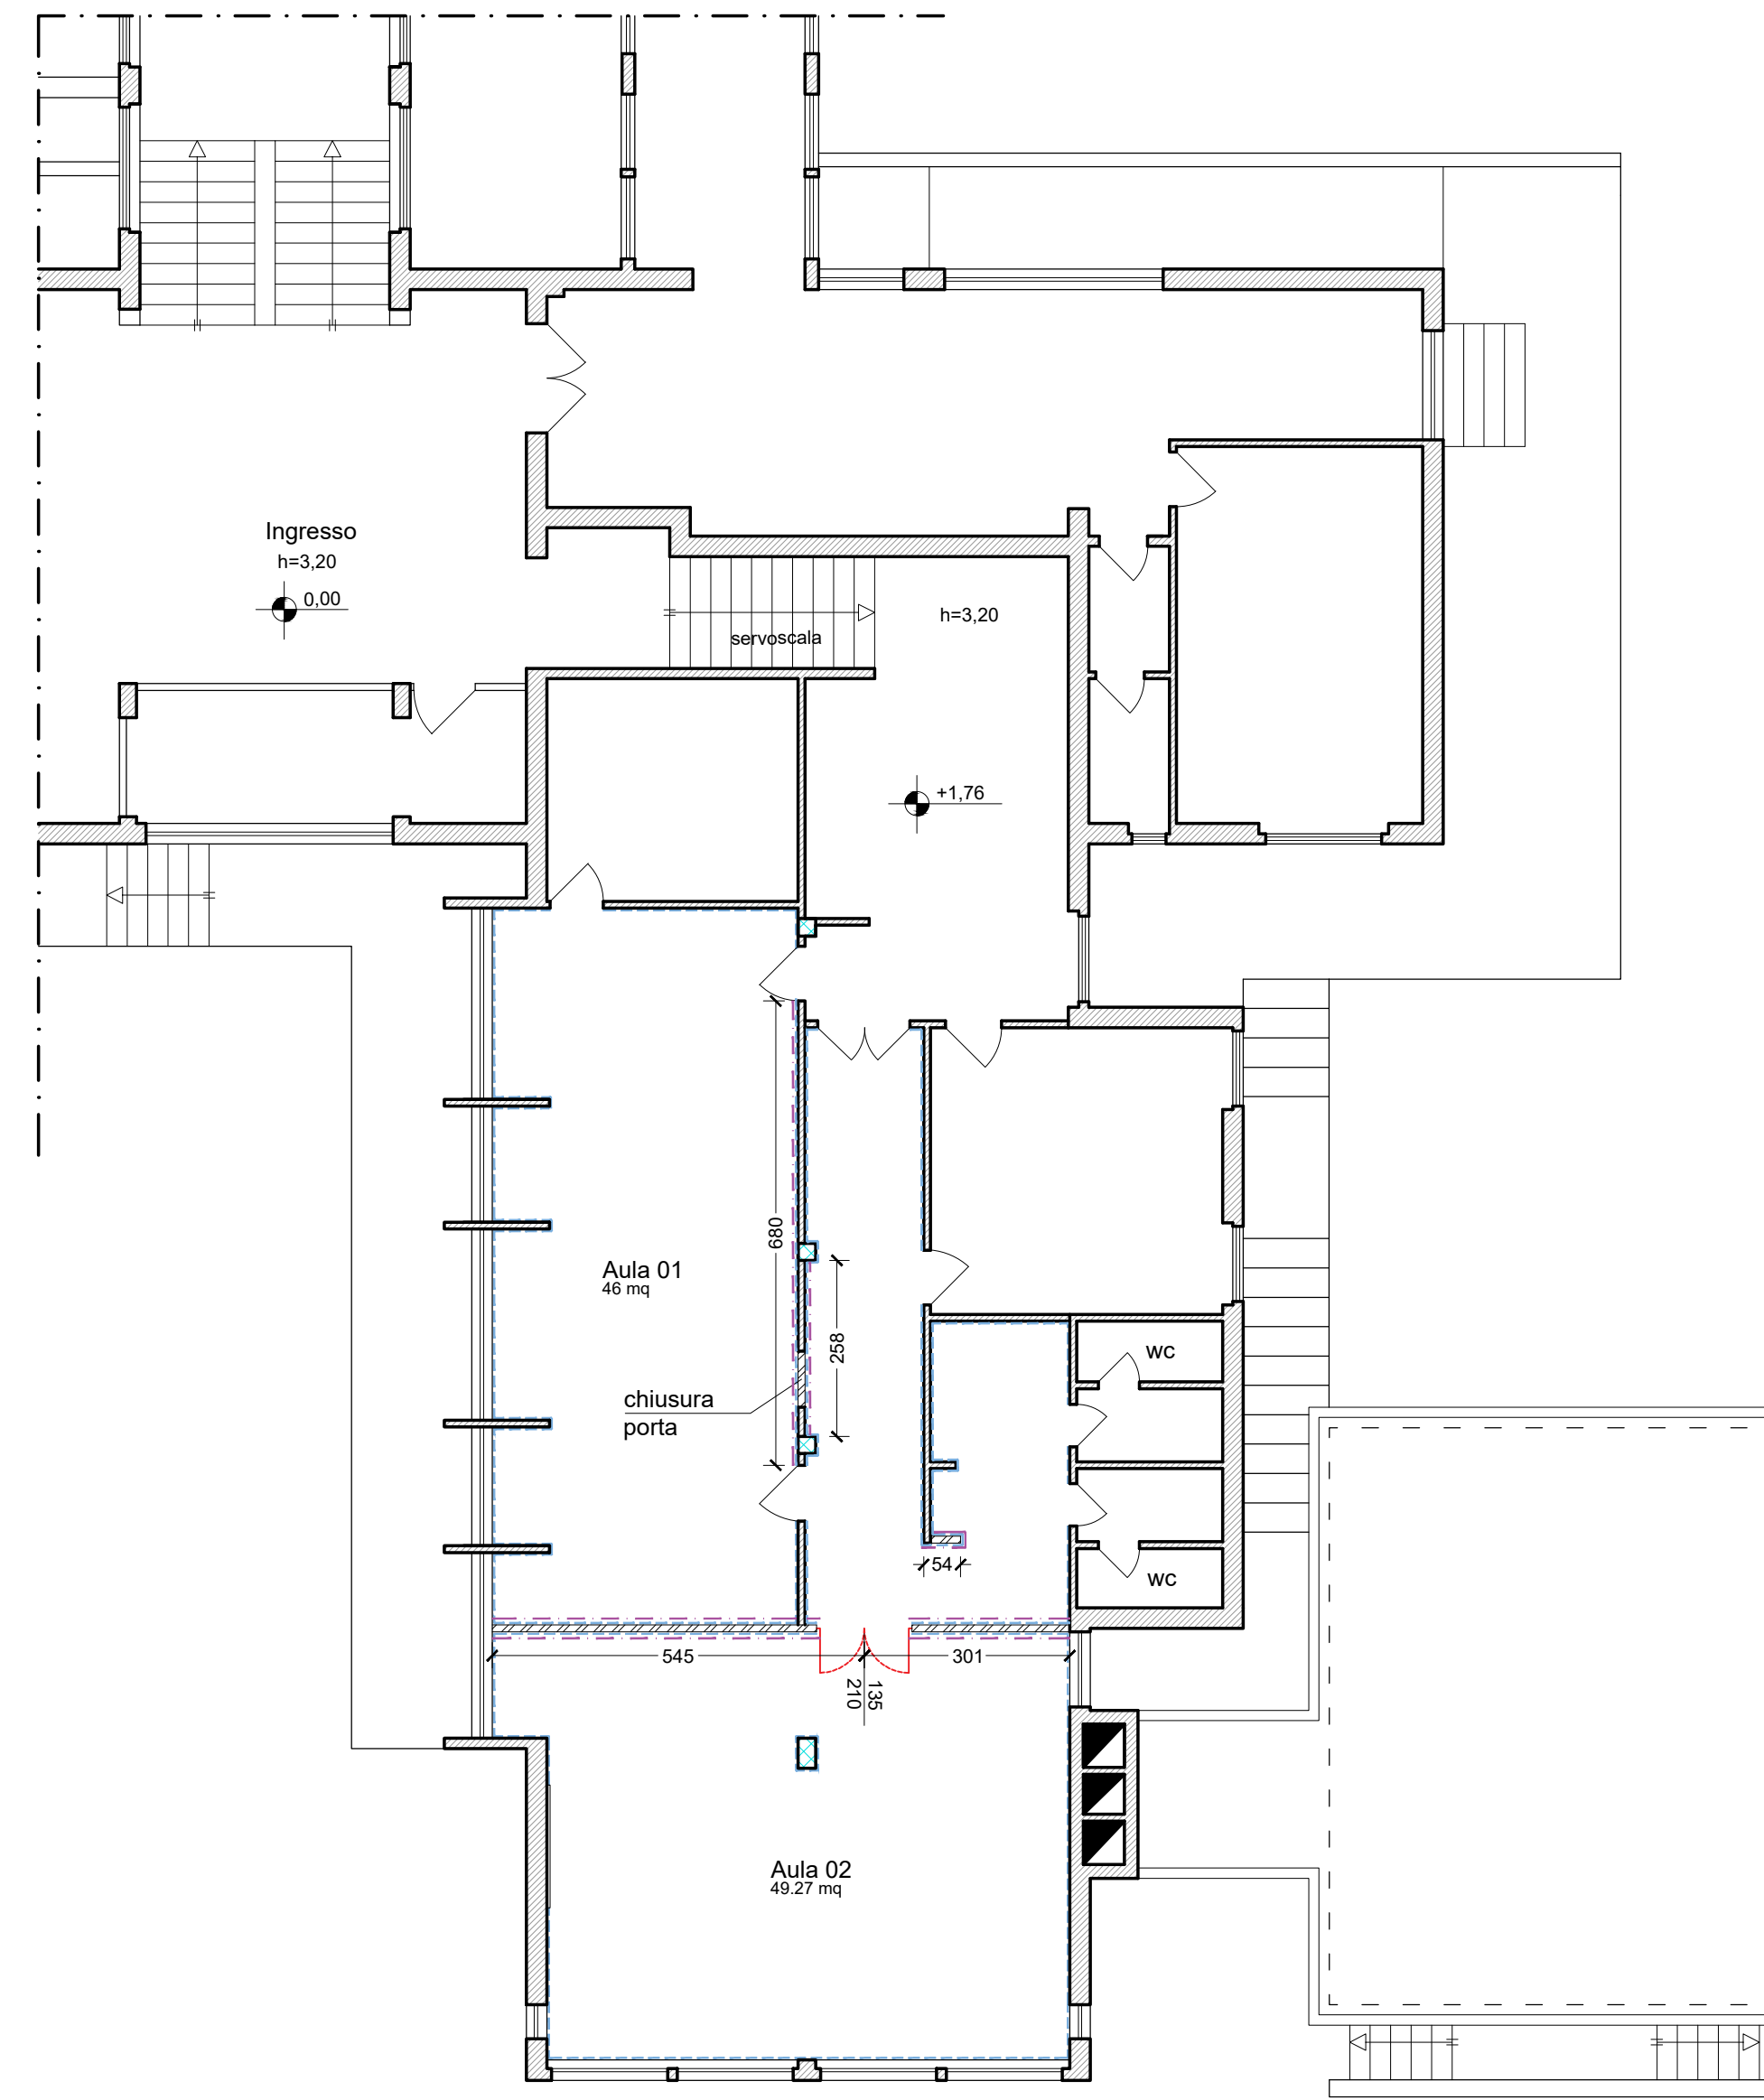 Ingresso
h=3,20
0,00
h=3,20
servoscala
+1,76
680
Aula 01
46 mq
258
wc
chiusura
porta
54
wc
545
301
135
210
Aula 02
49.27 mq